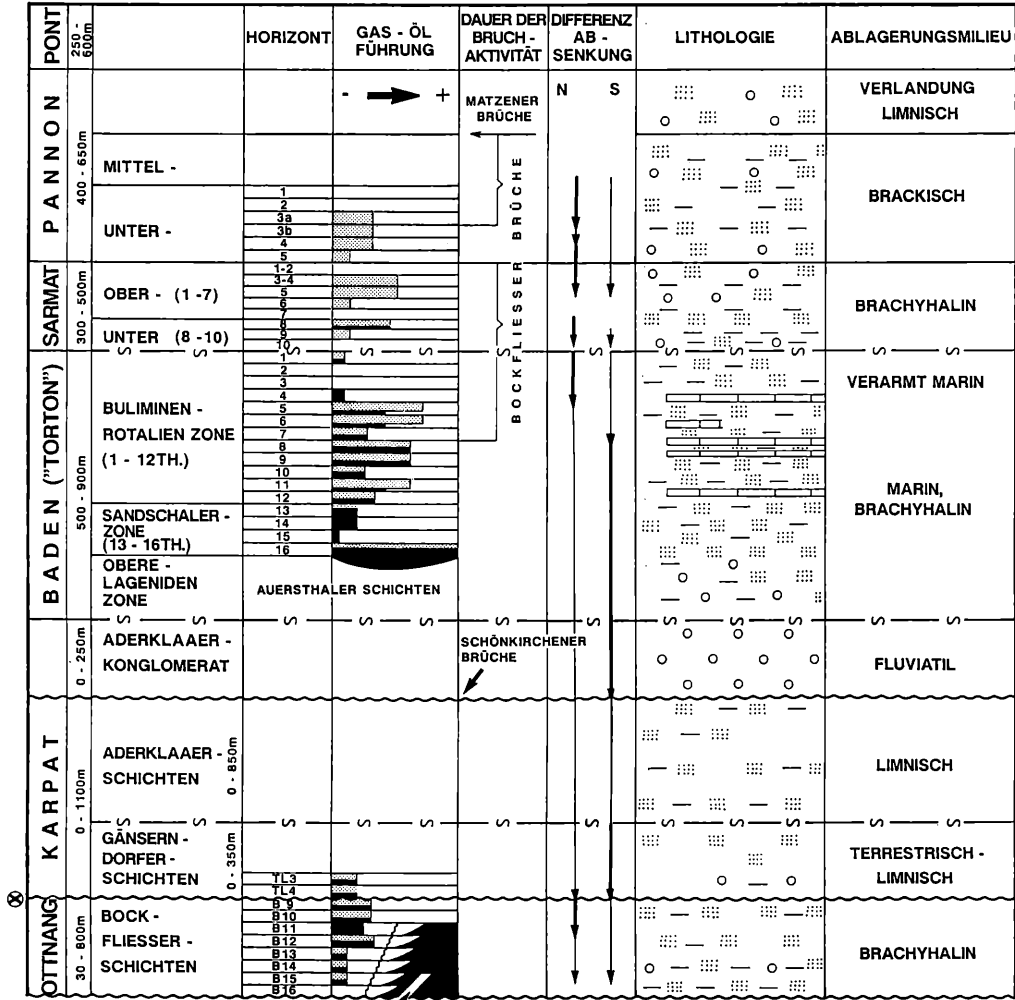 PONT
250 -
600m
HORIZONT
GAS - ÖL
FÜHRUNG
DAUER DER
BRUCH -
AKTIVITÄT
DIFFERENZ
AB -
SENKUNG
LITHOLOGIE
ABLAGERUNGSMILIEU
PANNON
400 - 650m
- +
MATZENER
BRÜCHE
N S
VERLANDUNG
LIMNISCH
MITTEL -
UNTER -
1
2
3a
3b
4
5
BRACKISCH
BOCKFLIESSER BRÜCHE
SARMAT
300 - 500m
OBER - (1 -7)
1-2
3-4
5
6
7
UNTER (8 -10)
8
9
10
BRACHYHALIN
S S S S S S S S
BADEN ("TORTON")
500 - 900m
BULIMINEN -
ROTALIEN ZONE
(1 - 12TH.)
1
2
3
4
5
6
7
8
9
10
11
12
VERARMT MARIN
MARIN,
BRACHYHALIN
SANDSCHALER -
ZONE
(13 - 16TH.)
13
14
15
16
OBERE -
LAGENIDEN
ZONE
AUERSTHALER SCHICHTEN
S S S S S S S S
0 - 250m
ADERKLAAER -
KONGLOMERAT
SCHÖNKIRCHENER
BRÜCHE
FLUVIATIL
KARPAT
0 - 1100m
ADERKLAAER -
SCHICHTEN
0 - 850m
LIMNISCH
S S S S S S S S
GÄNSERN -
DORFER -
SCHICHTEN
0 - 350m
TL3
TL4
TERRESTRISCH -
LIMNISCH
OTTNANG
30 - 600m
BOCK -
FLIESSER -
SCHICHTEN
B 9
B10
B11
B12
B13
B14
B15
B16
BRACHYHALIN